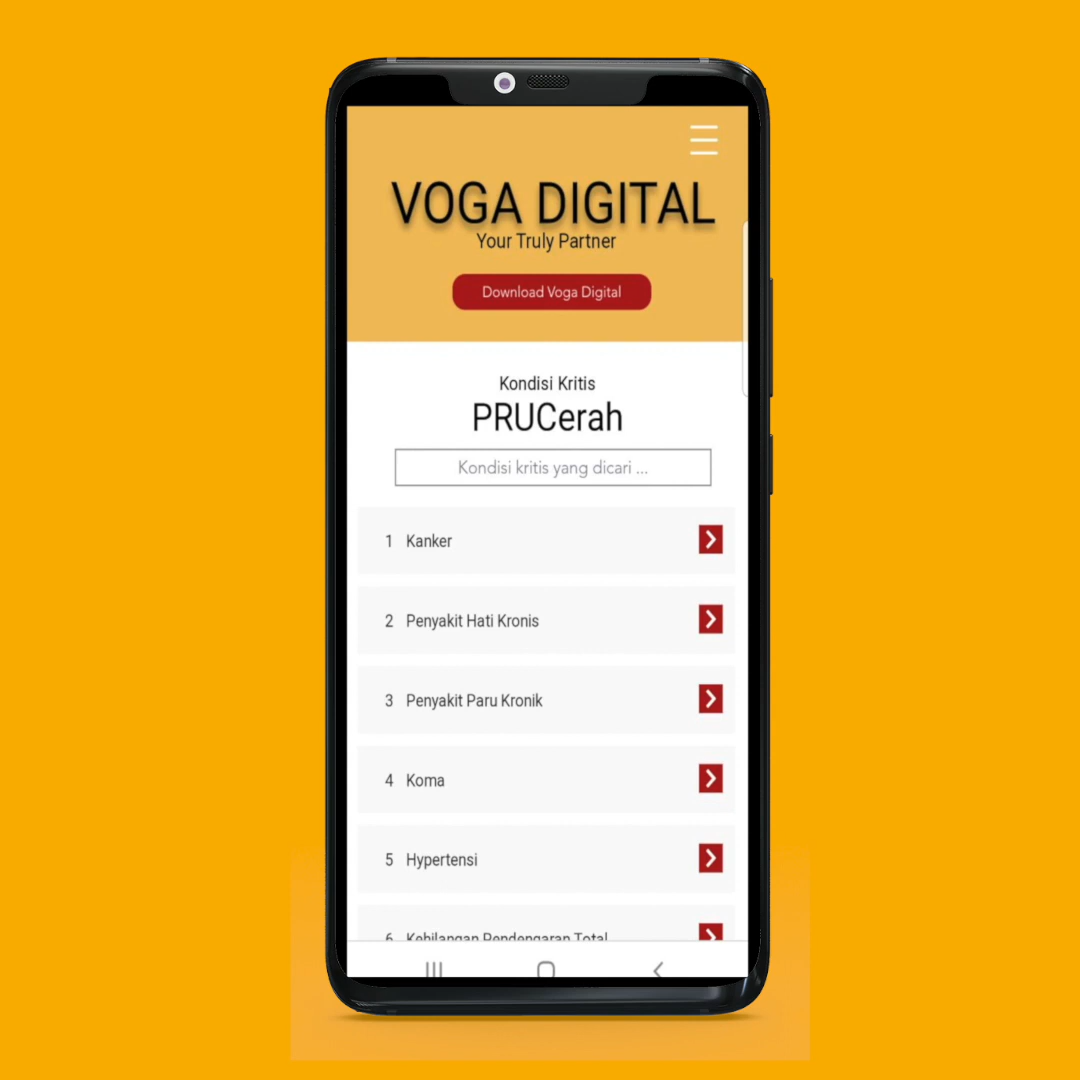 VOGA DIGITAL
Your Truly Partner
Download Voga Digital
Kondisi Kritis
PRUCerah
Kondisi kritis yang dicari ...
1 Kanker
2 Penyakit Hati Kronis
3 Penyakit Paru Kronik
4 Koma
5 Hypertensi
6 Kehilangan Pendengaran Total